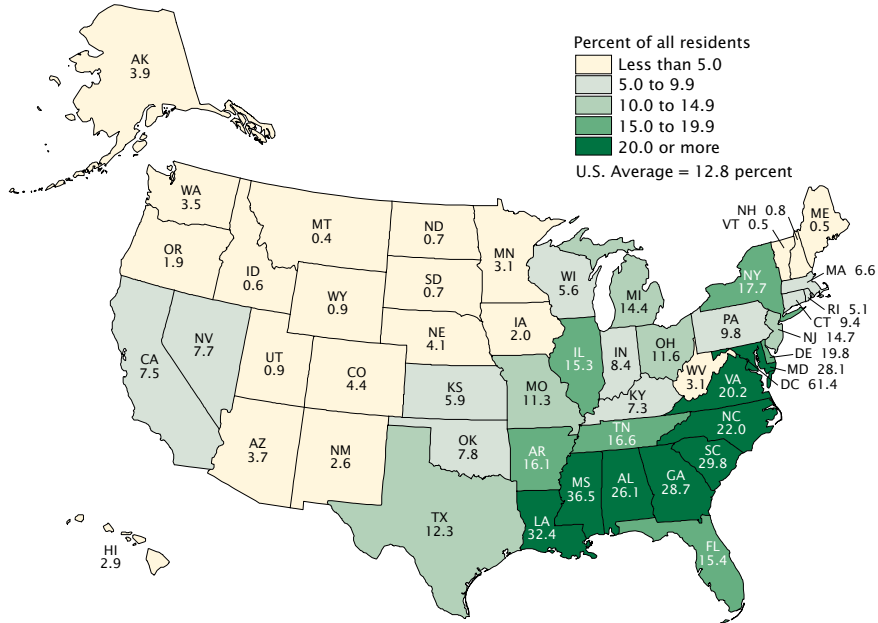 Percent of all residents
Less than 5.0
5.0 to 9.9
10.0 to 14.9
15.0 to 19.9
20.0 or more
U.S. Average = 12.8 percent
AK
3.9
WA
3.5
OR
1.9
ID
0.6
MT
0.4
WY
0.9
ND
0.7
SD
0.7
NE
4.1
MN
3.1
IA
2.0
WI
5.6
MI
14.4
NH 0.8
VT 0.5
ME
0.5
NY
17.7
MA 6.6
RI 5.1
CT 9.4
NJ 14.7
DE 19.8
MD 28.1
DC 61.4
PA
9.8
CA
7.5
NV
7.7
UT
0.9
CO
4.4
KS
5.9
MO
11.3
IL
15.3
IN
8.4
OH
11.6
WV
3.1
VA
20.2
KY
7.3
NC
22.0
TN
16.6
SC
29.8
AZ
3.7
NM
2.6
OK
7.8
AR
16.1
MS
36.5
AL
26.1
GA
28.7
TX
12.3
LA
32.4
FL
15.4
HI
2.9